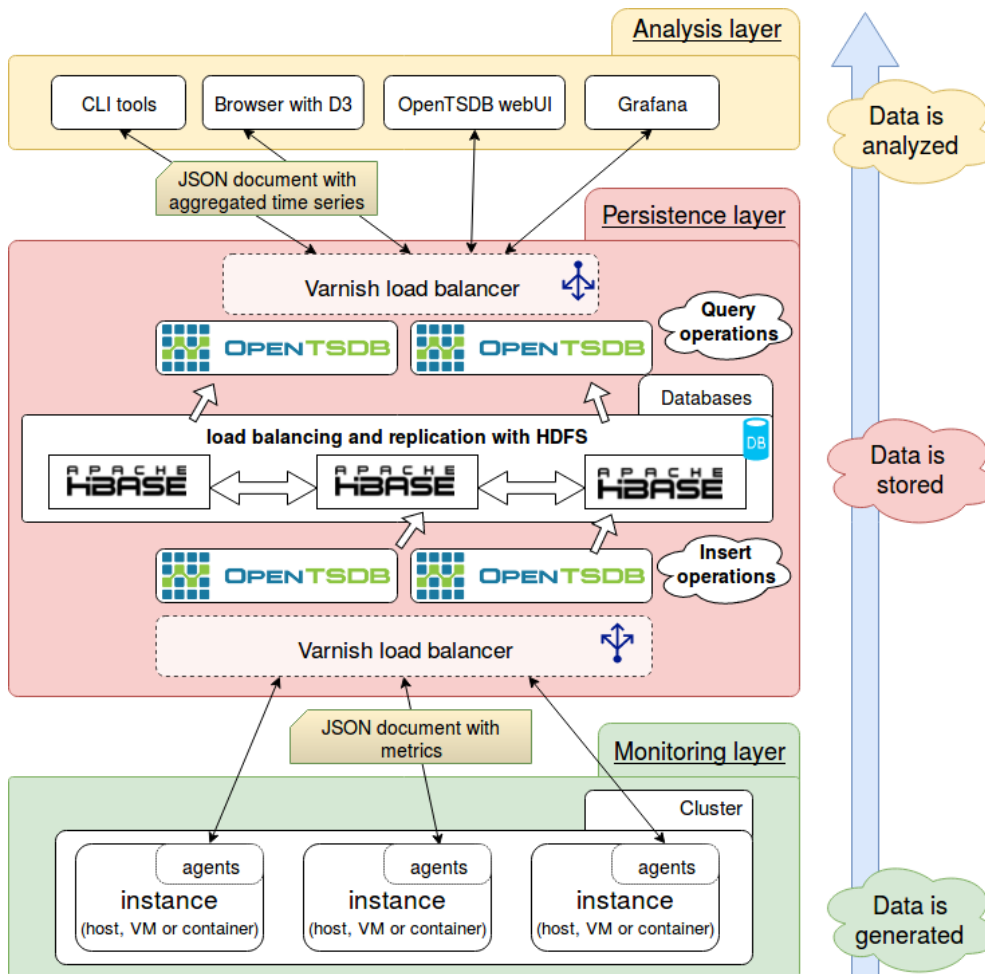 Analysis layer
CLI tools
Browser with D3
OpenTSDB webUI
Grafana
Data is
analyzed
JSON document with
aggregated time series
Persistence layer
Varnish load balancer
Query
operations
OPENTSDB
OPENTSDB
Databases
load balancing and replication with HDFS
DB
APACHE
HBASE
APACHE
HBASE
APACHE
HBASE
Data is
stored
OPENTSDB
OPENTSDB
Insert
operations
Varnish load balancer
JSON document with
metrics
Monitoring layer
Cluster
agents
instance
(host, VM or container)
agents
instance
(host, VM or container)
agents
instance
(host, VM or container)
Data is
generated